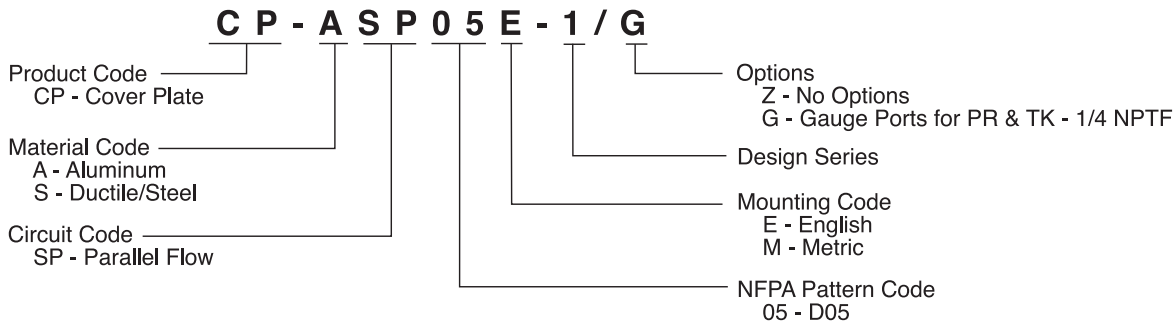 CP-ASP05E-1/G
Product Code
CP - Cover Plate
Material Code
A - Aluminum
S - Ductile/Steel
Circuit Code
SP - Parallel Flow
Options
Z - No Options
G - Gauge Ports for PR & TK - 1/4 NPTF
Design Series
Mounting Code
E - English
M - Metric
NFPA Pattern Code
05 - D05